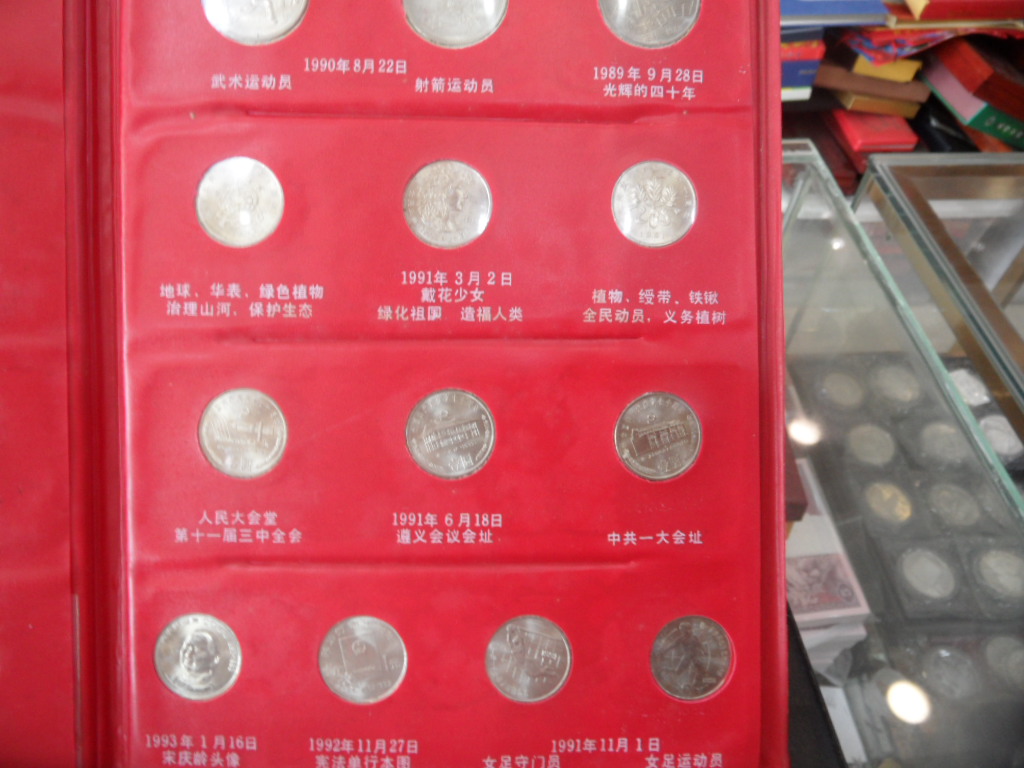 1990年8月22日
武术运动员
射箭运动员
1989年9月28日
光辉的四十年
地球、华表、绿色植物
治理山河，保护生态
1991年3月2日
戴花少女
绿化祖国 造福人类
植物、绶带、铁锹
全民动员，义务植树
人民大会堂
第十一届三中全会
1991年6月18日
遵义会议会址
中共一大会址
1993年1月16日
宋庆龄头像
1992年11月27日
宪法单行本图
1991年11月1日
女足守门员
女足运动员